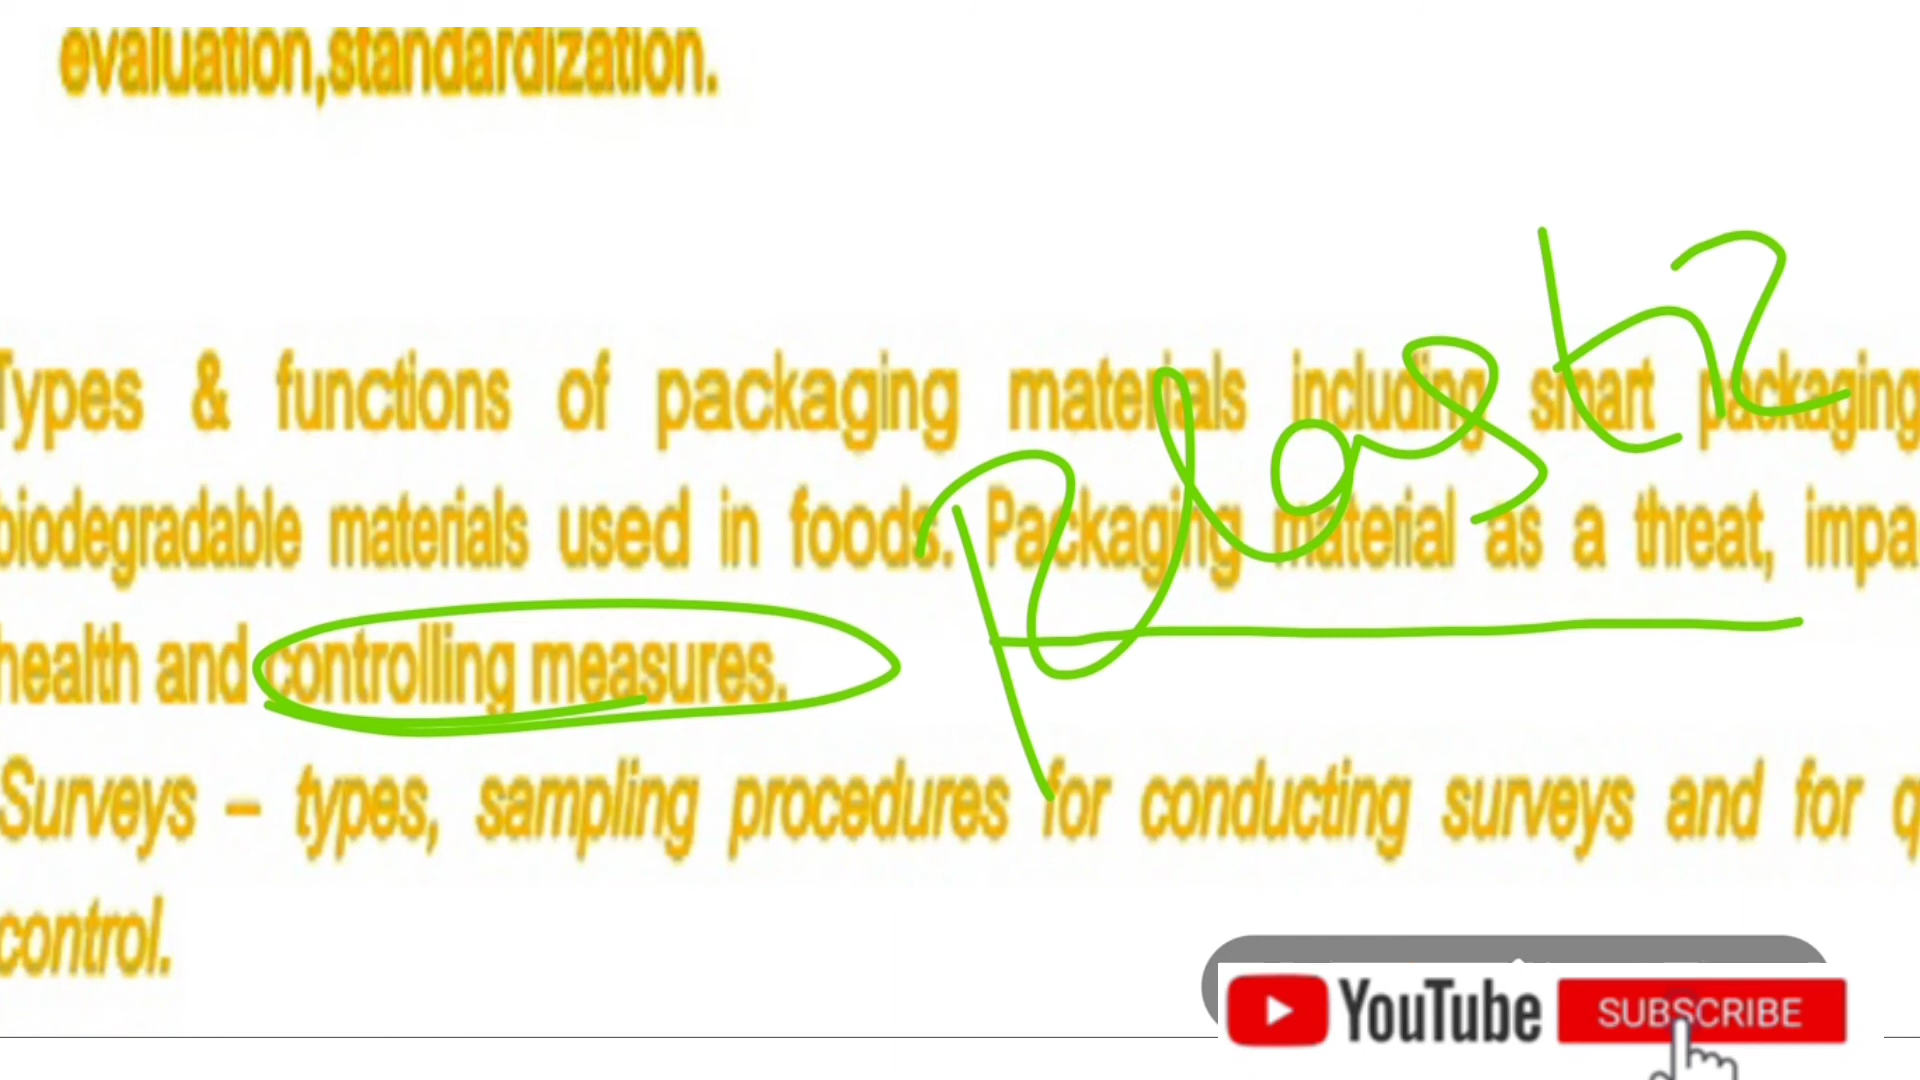 evaluation,standardization.
Types & functions of packaging materials including smart packaging
biodegradable materials used in foods. Packaging material as a threat, impa
health and controlling measures.
Surveys – types, sampling procedures for conducting surveys and for q
control.
YouTube SUBSCRIBE